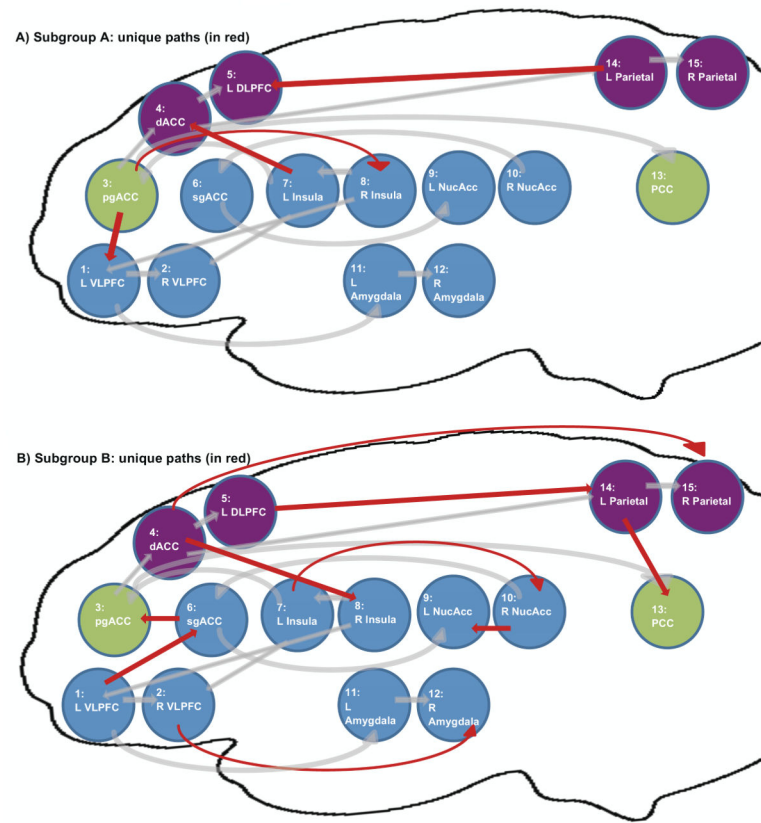 A) Subgroup A: unique paths (in red)
5:
L DLPFC
14:
L Parietal
15:
R Parietal
4:
dACC
3:
pgACC
6:
sgACC
7:
L Insula
8:
R Insula
9:
L NucAcc
10:
R NucAcc
13:
PCC
1:
L VLPFC
2:
R VLPFC
11:
L
Amygdala
12:
R
Amygdala
B) Subgroup B: unique paths (in red)
5:
L DLPFC
14:
L Parietal
15:
R Parietal
4:
dACC
3:
pgACC
6:
sgACC
7:
L Insula
8:
R Insula
9:
L NucAcc
10:
R NucAcc
13:
PCC
1:
L VLPFC
2:
R VLPFC
11:
L
Amygdala
12:
R
Amygdala